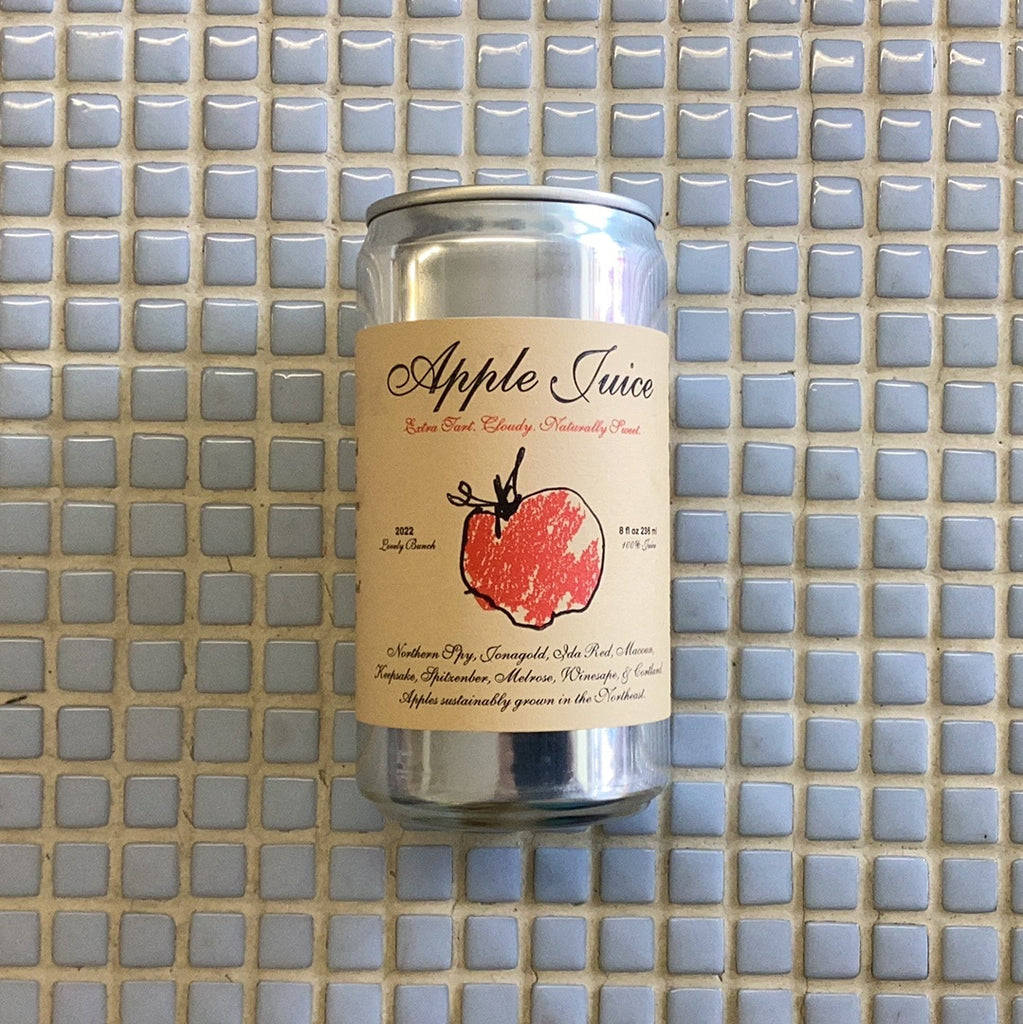 Apple Juice
Extra Tart. Cloudy. Naturally Sweet.
2022
Lovely Bunch
8 fl oz 236 ml
100% Juice
Northern Spy, Jonagold, Ida Red, Macoun,
Keepsake, Spitzenber, Melrose, Winesape, & Cortland.
Apples sustainably grown in the Northeast.